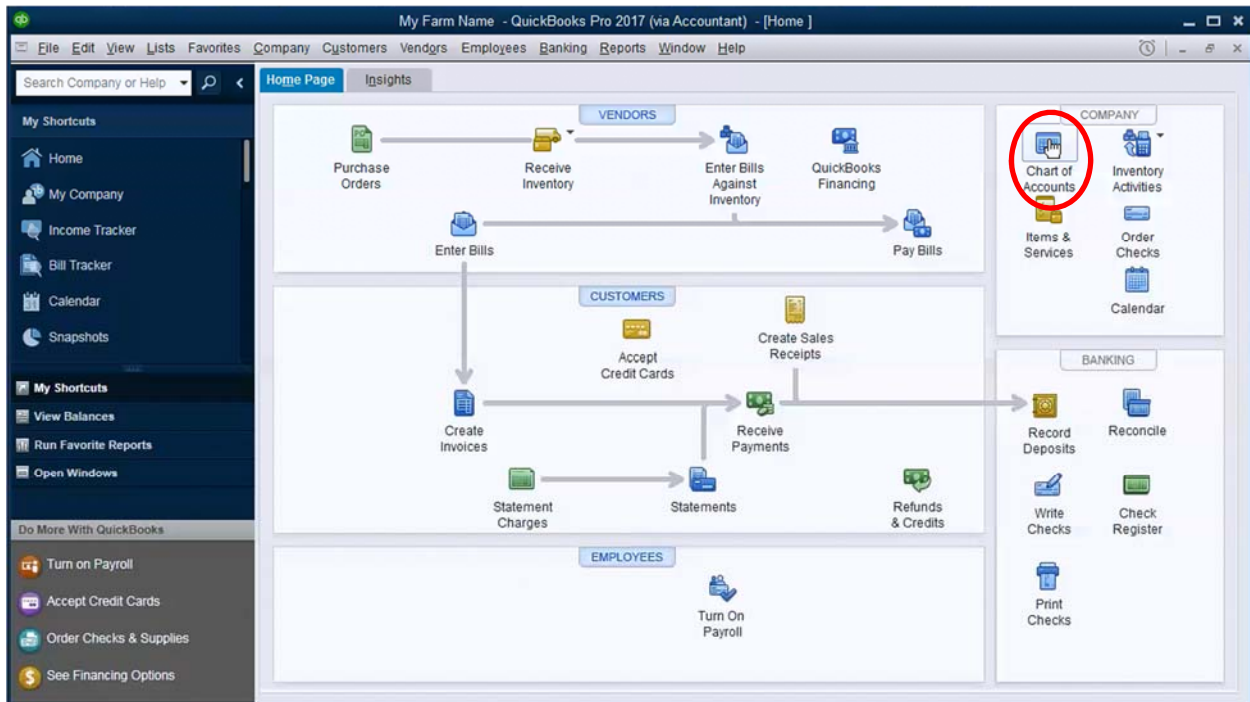 qb
My Farm Name - QuickBooks Pro 2017 (via Accountant) - [Home ]
File Edit View Lists Favorites Company Customers Vendors Employees Banking Reports Window Help
Search Company or Help
Home Page Insights
My Shortcuts
Home
My Company
Income Tracker
Bill Tracker
Calendar
Snapshots
My Shortcuts
View Balances
Run Favorite Reports
Open Windows
Do More With QuickBooks
Turn on Payroll
Accept Credit Cards
Order Checks & Supplies
$
See Financing Options
VENDORS
PO
Purchase
Orders
Receive
Inventory
Enter Bills
Against
Inventory
QuickBooks
Financing
Enter Bills
Pay Bills
CUSTOMERS
Accept
Credit Cards
Create Sales
Receipts
Create
Invoices
Receive
Payments
Statement
Charges
Statements
Refunds
& Credits
EMPLOYEES
Turn On
Payroll
COMPANY
Chart of
Accounts
Inventory
Activities
Items &
Services
Order
Checks
Calendar
BANKING
Record
Deposits
Reconcile
Write
Checks
Check
Register
Print
Checks